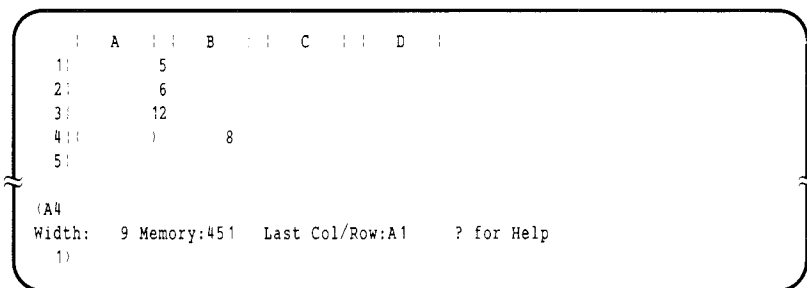 | A | | B | | C | | D |
1| 5
2| 6
3| 12
4|( ) 8
5|
(A4
Width: 9 Memory:451 Last Col/Row:A1 ? for Help
1)